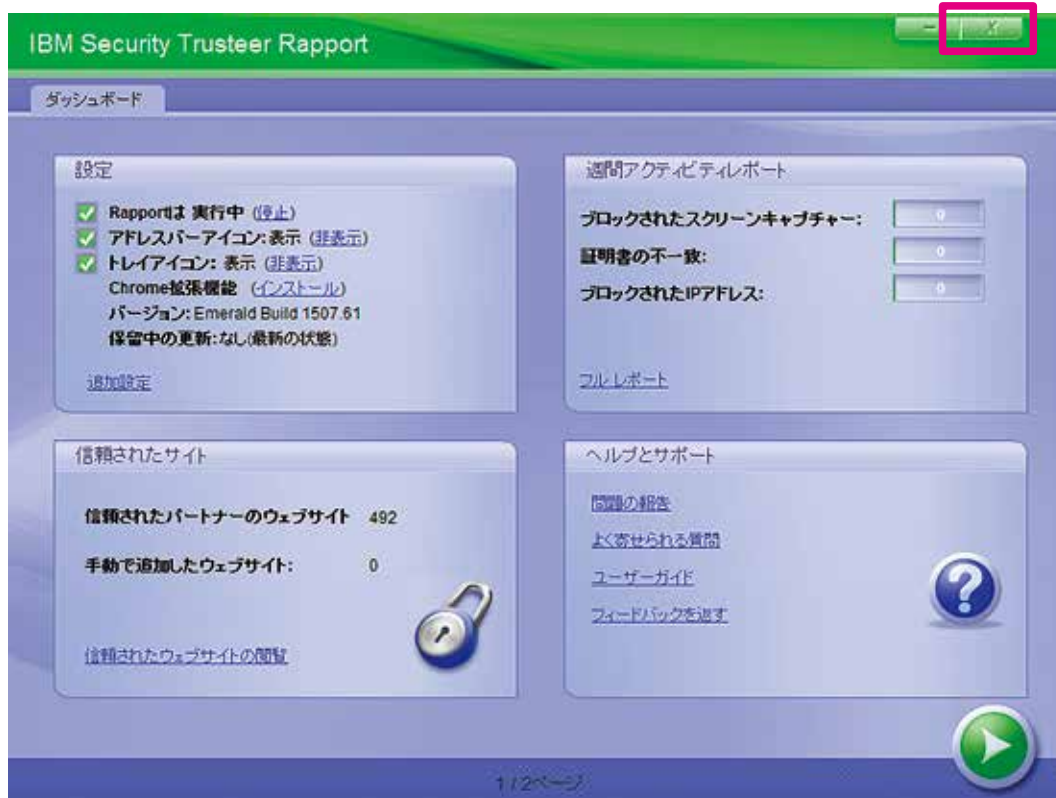 IBM Security Trusteer Rapport
ダッシュボード
設定
Rapportは 実行中 (停止)
アドレスバーアイコン:表示 (非表示)
トレイアイコン: 表示 (非表示)
Chrome拡張機能 (インストール)
バージョン: Emerald Build 1507.61
保留中の更新:なし(最新の状態)
追加設定
週間アクティビティレポート
ブロックされたスクリーンキャプチャー: 0
証明書の不一致: 0
ブロックされたIPアドレス: 0
フル レポート
信頼されたサイト
信頼されたパートナーのウェブサイト 492
手動で追加したウェブサイト: 0
信頼されたウェブサイトの閲覧
ヘルプとサポート
問題の報告
よく寄せられる質問
ユーザーガイド
フィードバックを返す
1 / 2ページ